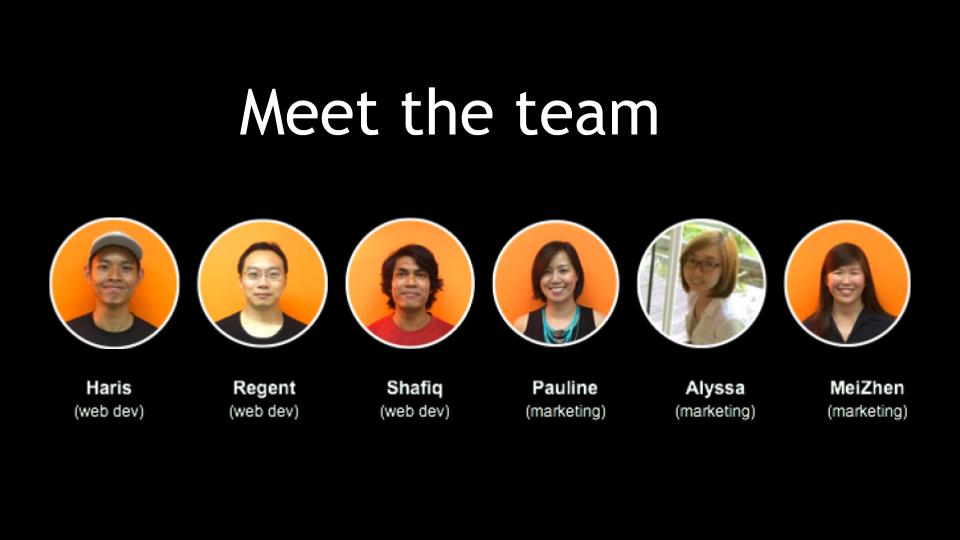 Meet the team
Haris Regent Shafiq Pauline Alyssa MeiZhen
(web dev) (web dev) (web dev) (marketing) (marketing) (marketing)